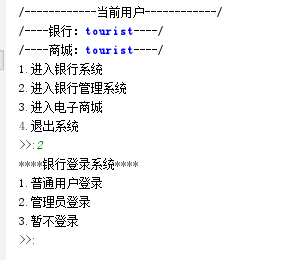 /------------当前用户------------/
/----银行：tourist----/
/----商城：tourist----/
1.进入银行系统
2.进入银行管理系统
3.进入电子商城
4.退出系统
>>:2
****银行登录系统****
1.普通用户登录
2.管理员登录
3.暂不登录
>>: